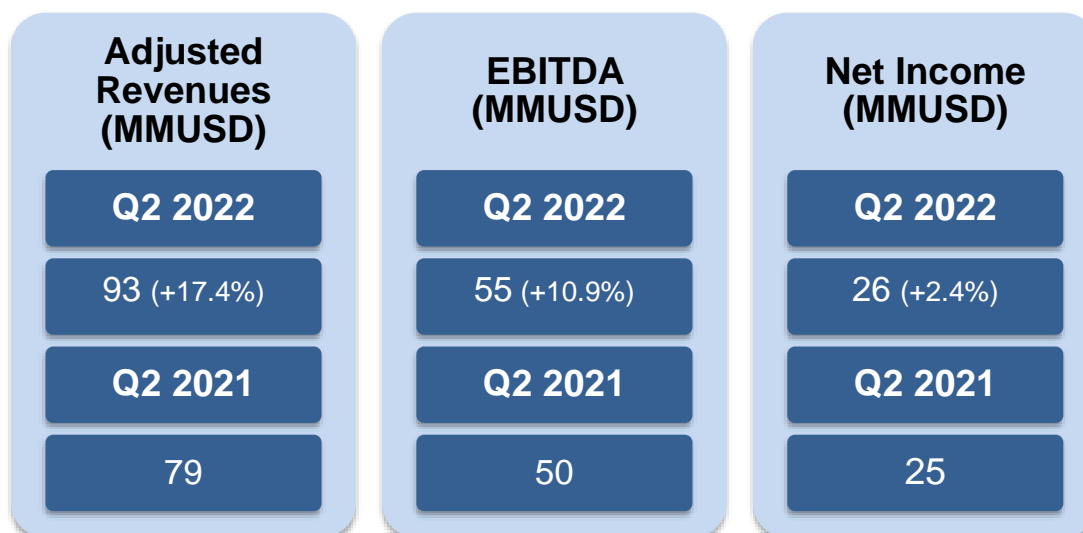 Adjusted
Revenues
(MMUSD)
Q2 2022
93 (+17.4%)
Q2 2021
79
EBITDA
(MMUSD)
Q2 2022
55 (+10.9%)
Q2 2021
50
Net Income
(MMUSD)
Q2 2022
26 (+2.4%)
Q2 2021
25